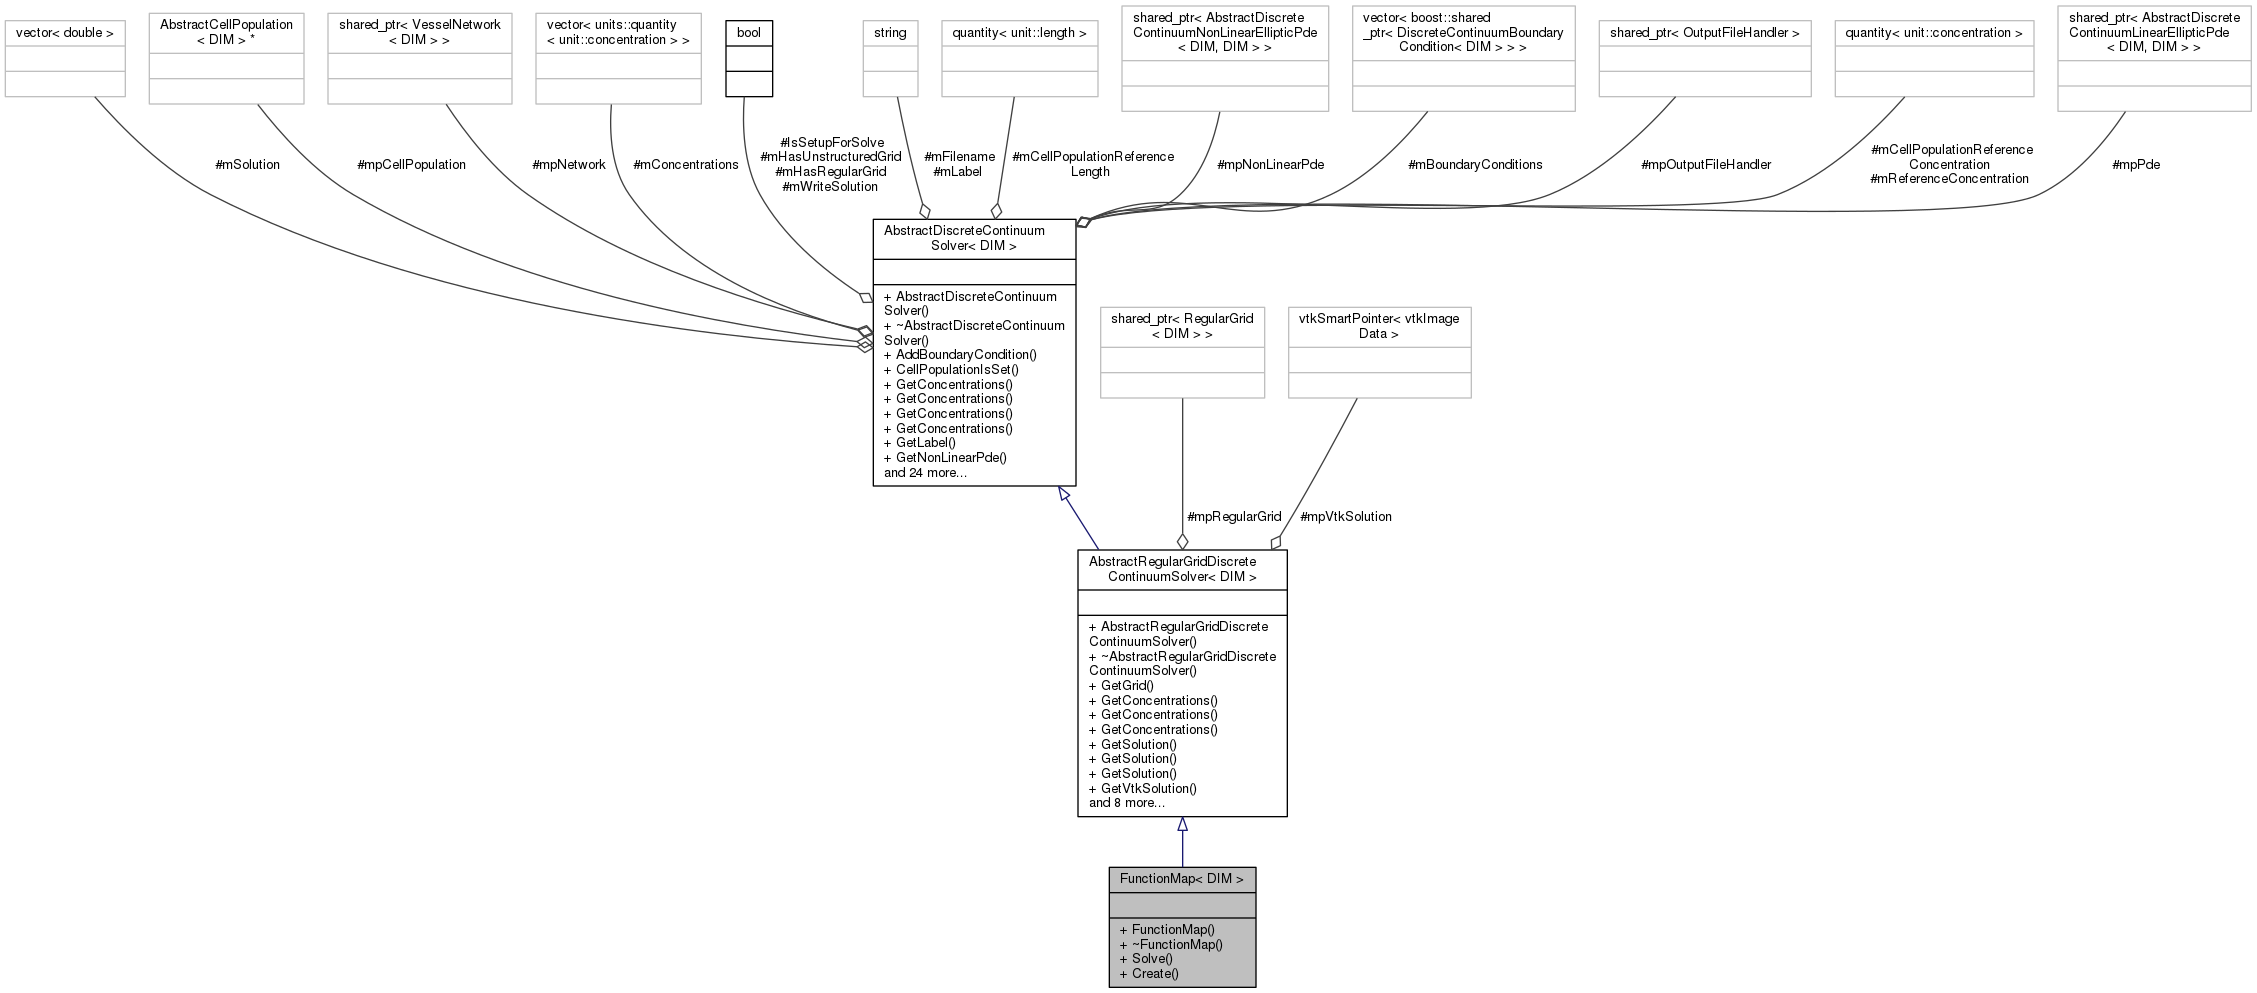 vector< double >
AbstractCellPopulation
< DIM > *
shared_ptr< VesselNetwork
< DIM > >
vector< units::quantity
< unit::concentration > >
bool
string
quantity< unit::length >
shared_ptr< AbstractDiscrete
ContinuumNonLinearEllipticPde
< DIM, DIM > >
vector< boost::shared
_ptr< DiscreteContinuumBoundary
Condition< DIM > > >
shared_ptr< OutputFileHandler >
quantity< unit::concentration >
shared_ptr< AbstractDiscrete
ContinuumLinearEllipticPde
< DIM, DIM > >
#mSolution
#mpCellPopulation
#mpNetwork
#mConcentrations
#IsSetupForSolve
#mHasUnstructuredGrid
#mHasRegularGrid
#mWriteSolution
#mFilename
#mLabel
#mCellPopulationReference
Length
#mpNonLinearPde
#mBoundaryConditions
#mpOutputFileHandler
#mCellPopulationReference
Concentration
#mReferenceConcentration
#mpPde
AbstractDiscreteContinuum
Solver< DIM >
+ AbstractDiscreteContinuum
Solver()
+ ~AbstractDiscreteContinuum
Solver()
+ AddBoundaryCondition()
+ CellPopulationIsSet()
+ GetConcentrations()
+ GetConcentrations()
+ GetConcentrations()
+ GetConcentrations()
+ GetLabel()
+ GetNonLinearPde()
and 24 more...
shared_ptr< RegularGrid
< DIM > >
vtkSmartPointer< vtkImage
Data >
#mpRegularGrid
#mpVtkSolution
AbstractRegularGridDiscrete
ContinuumSolver< DIM >
+ AbstractRegularGridDiscrete
ContinuumSolver()
+ ~AbstractRegularGridDiscrete
ContinuumSolver()
+ GetGrid()
+ GetConcentrations()
+ GetConcentrations()
+ GetConcentrations()
+ GetSolution()
+ GetSolution()
+ GetSolution()
+ GetVtkSolution()
and 8 more...
FunctionMap< DIM >
+ FunctionMap()
+ ~FunctionMap()
+ Solve()
+ Create()